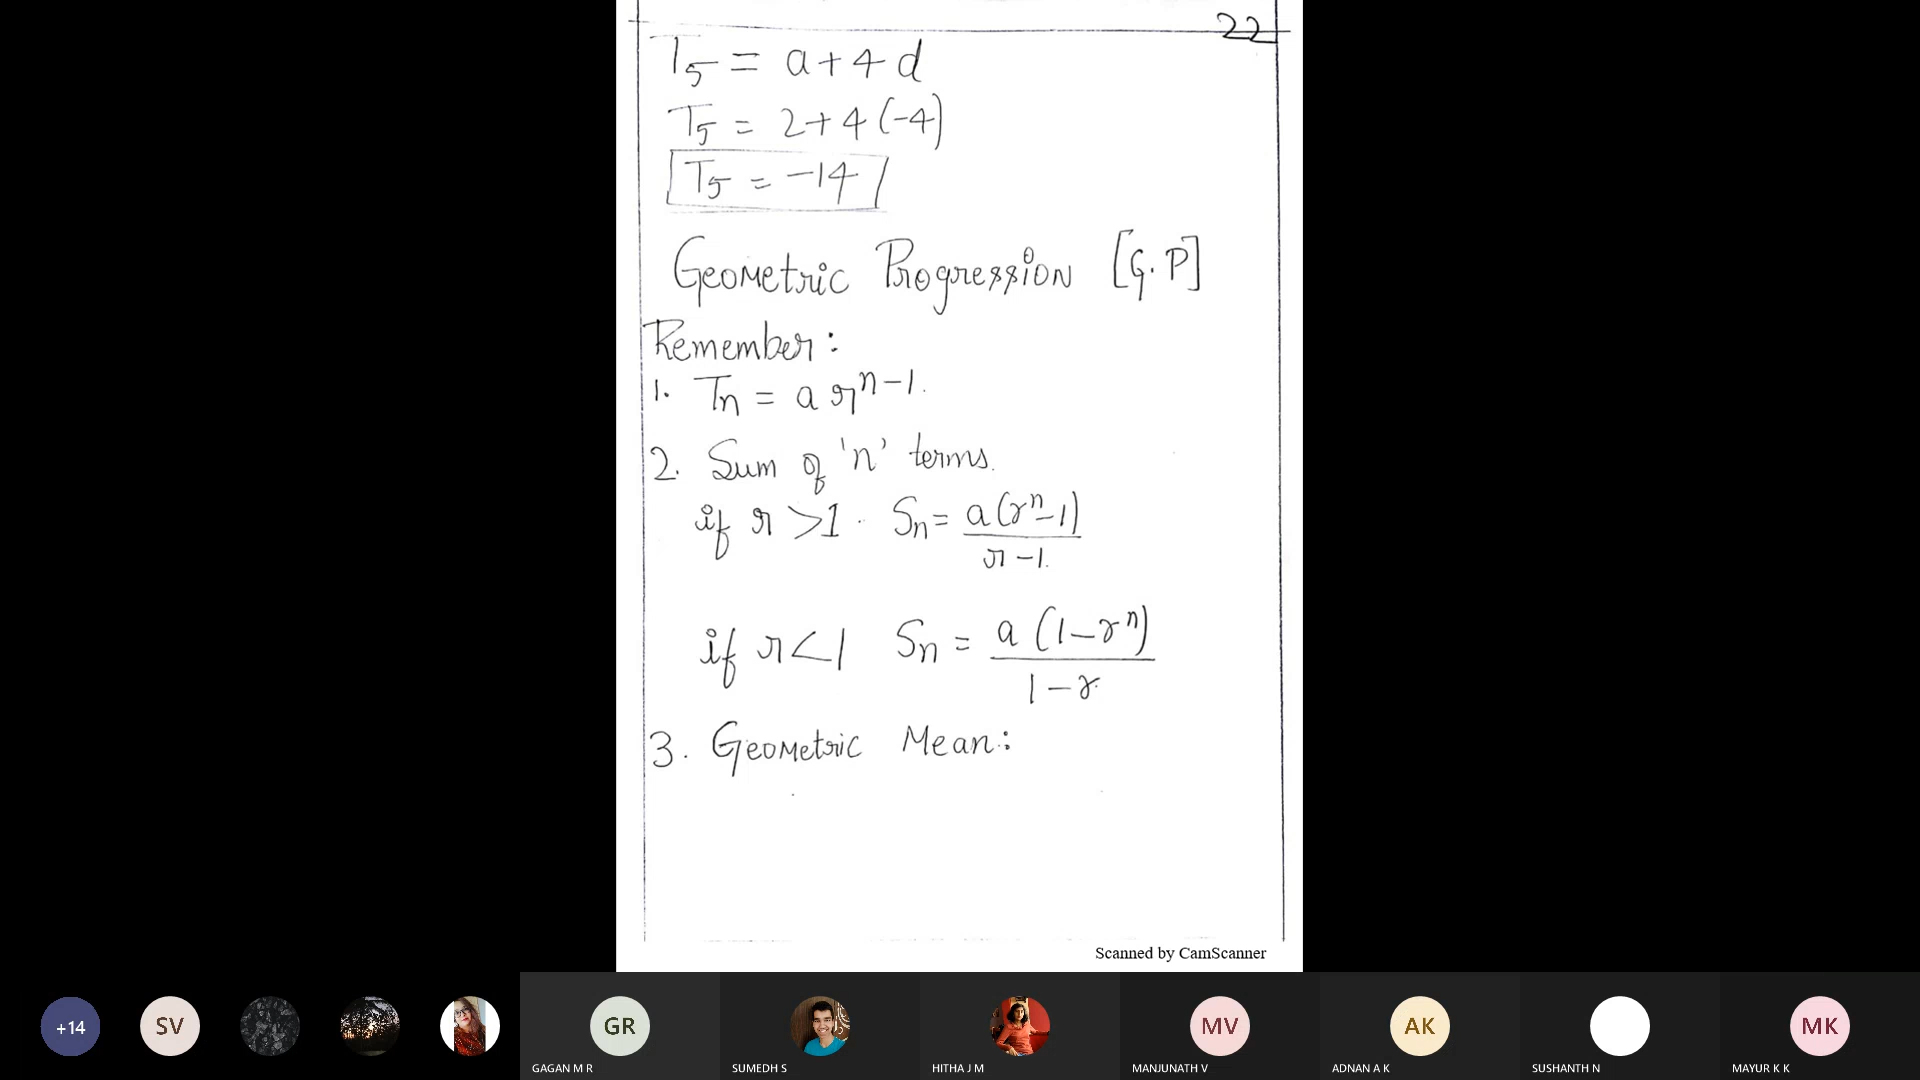 22
T5 = a+4d
T5 = 2+4(-4)
T5 = -14
Geometric Progression [G.P]
Remember:
1. Tn = a r^n-1.
2. Sum of 'n' terms.
if r >1. Sn = a(r^n-1)
r-1.
if r<1 Sn = a(1-r^n)
1-r.
3. Geometric Mean:
Scanned by CamScanner
+14
SV
GR
MV
AK
MK
GAGAN M R
SUMEDH S
HITHA J M
MANJUNATH V
ADNAN A K
SUSHANTH N
MAYUR K K